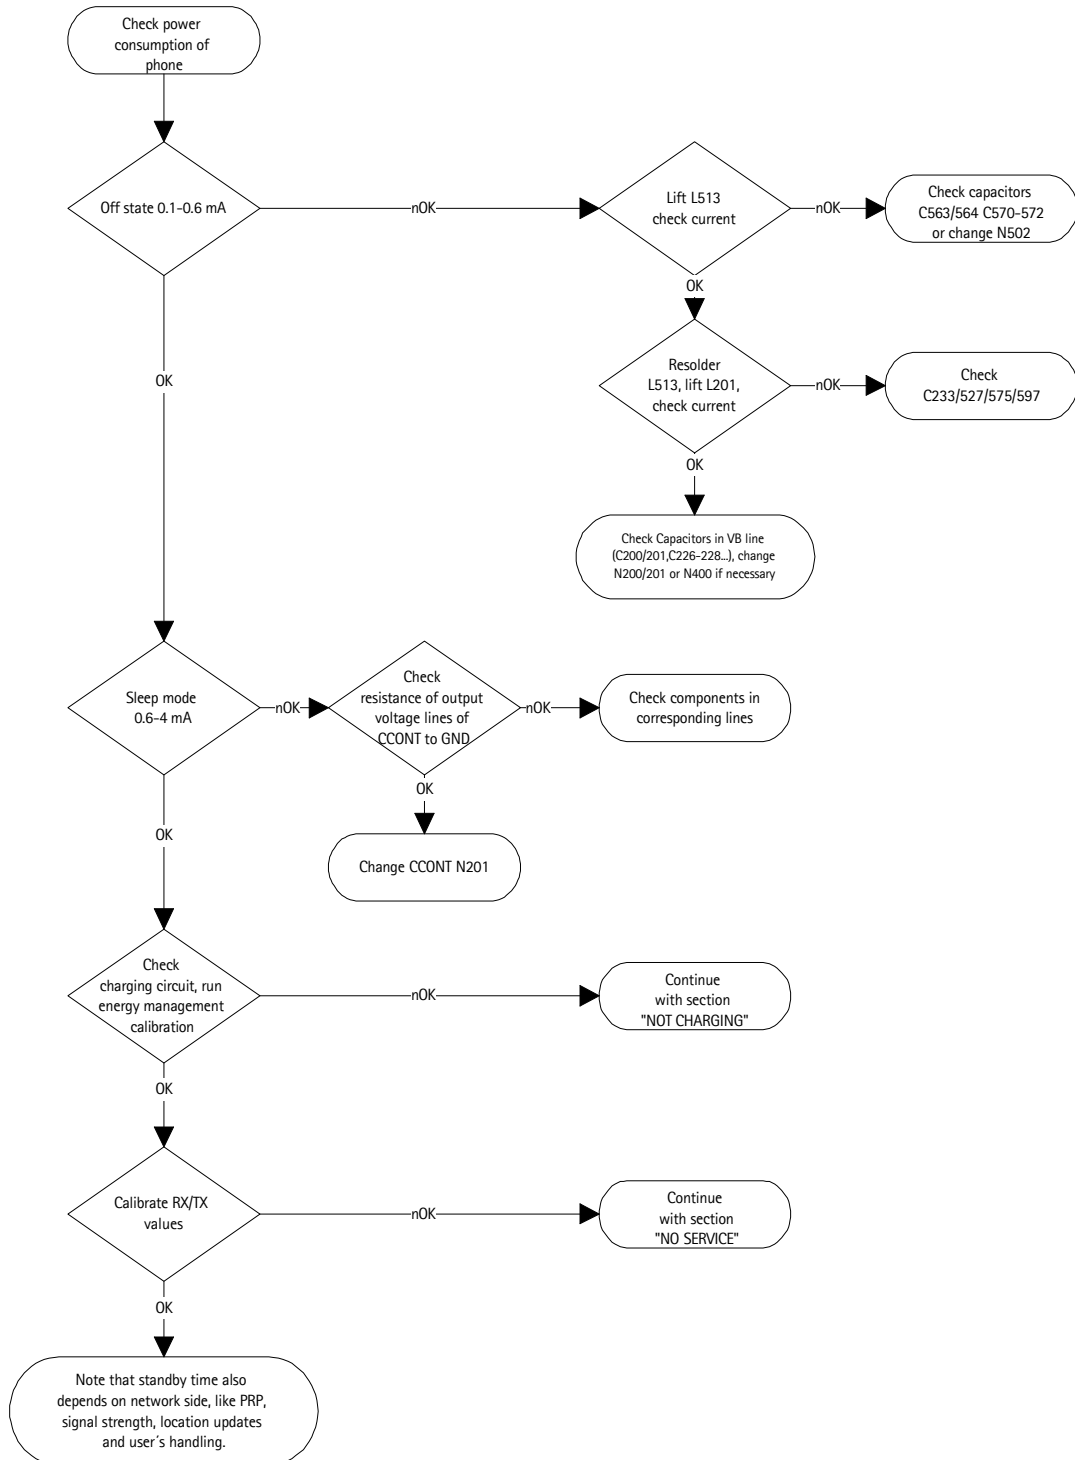 Check power
consumption of
phone
Off state 0.1-0.6 mA
nOK
Lift L513
check current
nOK
Check capacitors
C563/564 C570-572
or change N502
OK
Resolder
L513, lift L201,
check current
nOK
Check
C233/527/575/597
OK
OK
Check Capacitors in VB line
(C200/201,C226-228...), change
N200/201 or N400 if necessary
Sleep mode
0.6-4 mA
nOK
Check
resistance of output
voltage lines of
CCONT to GND
nOK
Check components in
corresponding lines
OK
OK
Change CCONT N201
Check
charging circuit, run
energy management
calibration
nOK
Continue
with section
"NOT CHARGING"
OK
Calibrate RX/TX
values
nOK
Continue
with section
"NO SERVICE"
OK
Note that standby time also
depends on network side, like PRP,
signal strength, location updates
and user´s handling.